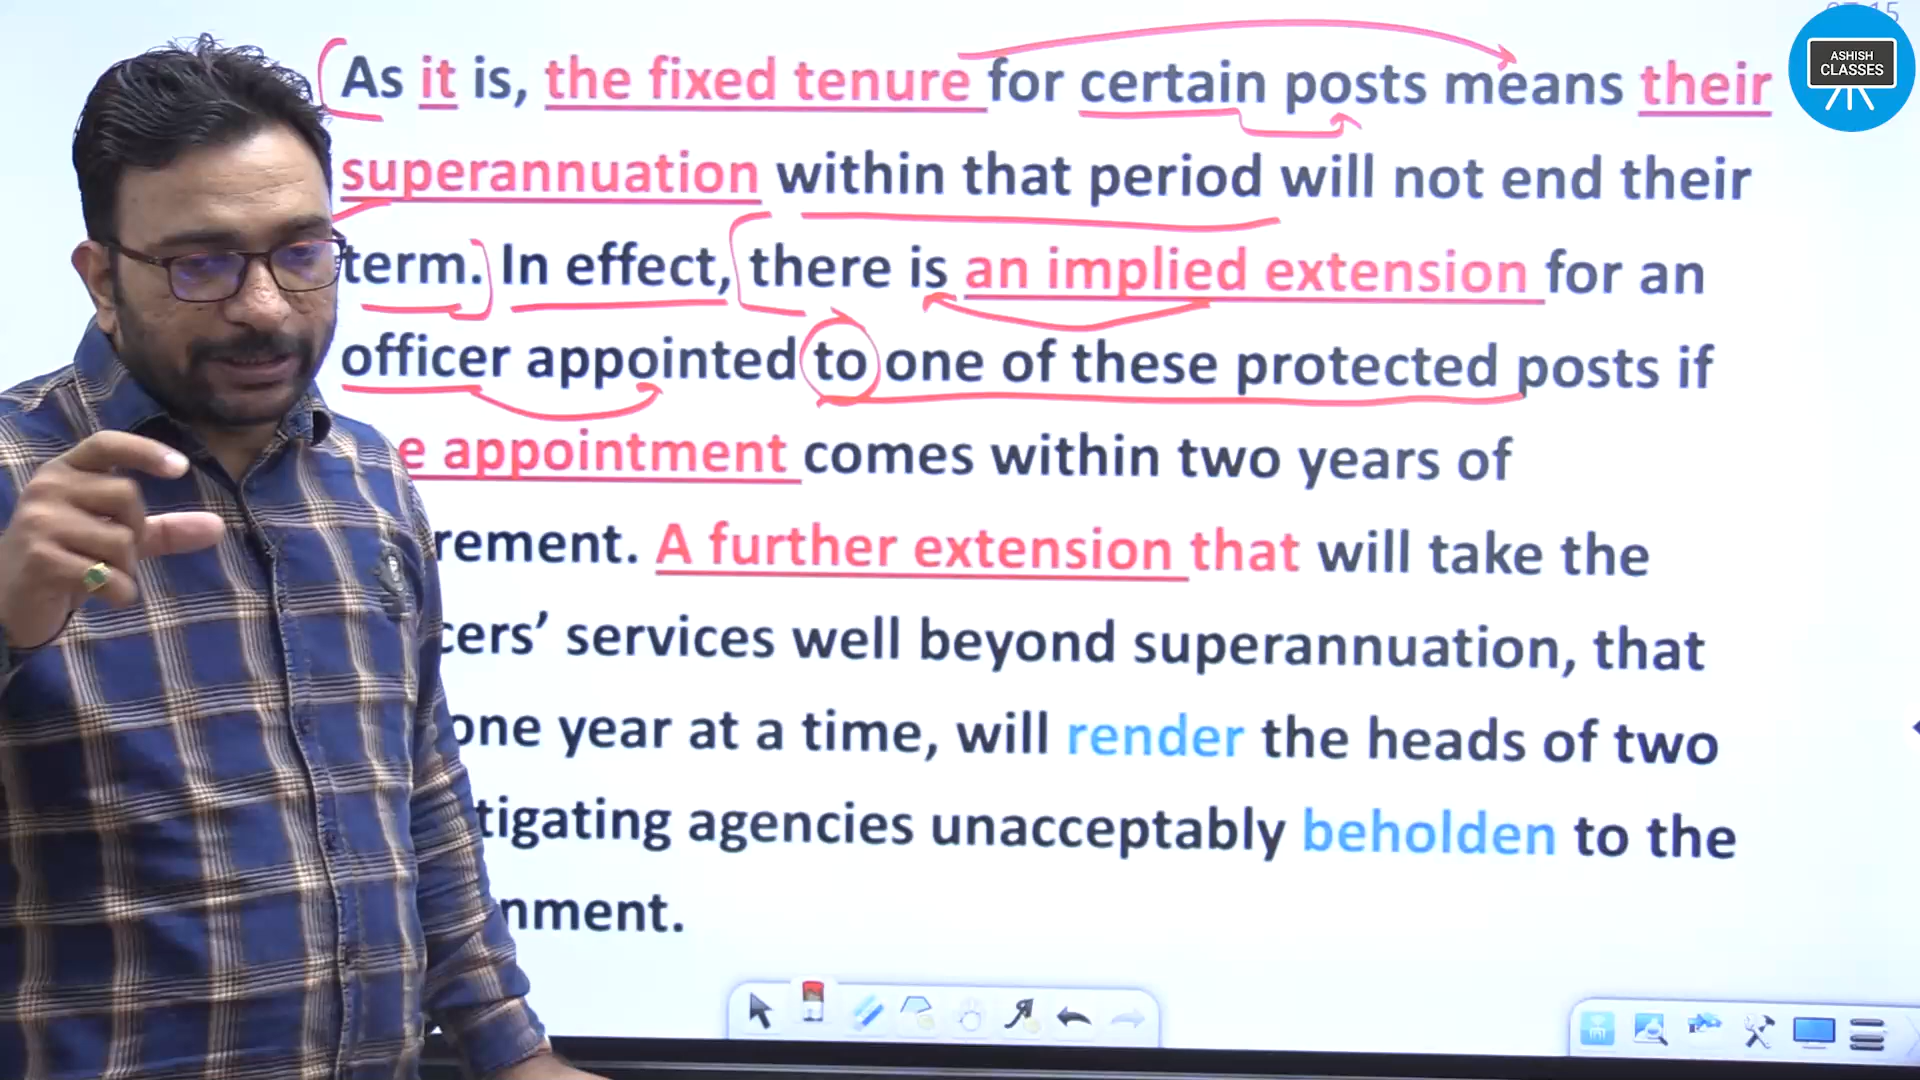 ASHISH
CLASSES
As it is, the fixed tenure for certain posts means their
superannuation within that period will not end their
term. In effect, there is an implied extension for an
officer appointed to one of these protected posts if
e appointment comes within two years of
rement. A further extension that will take the
cers’ services well beyond superannuation, that
one year at a time, will render the heads of two
tigating agencies unacceptably beholden to the
nment.